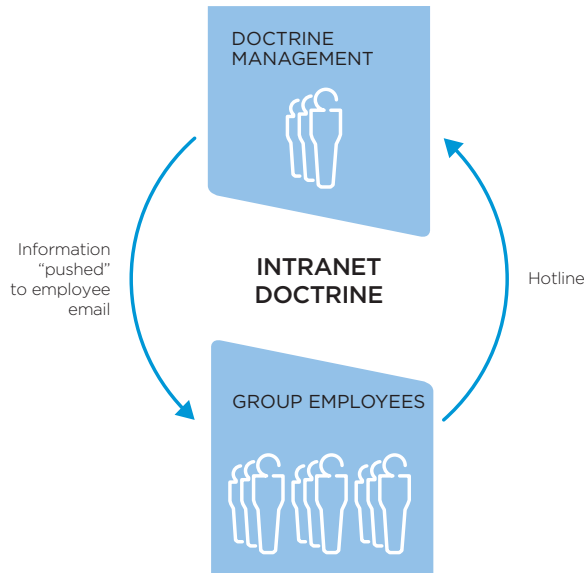 DOCTRINE
MANAGEMENT
Information
“pushed”
to employee
email
INTRANET
DOCTRINE
Hotline
GROUP EMPLOYEES